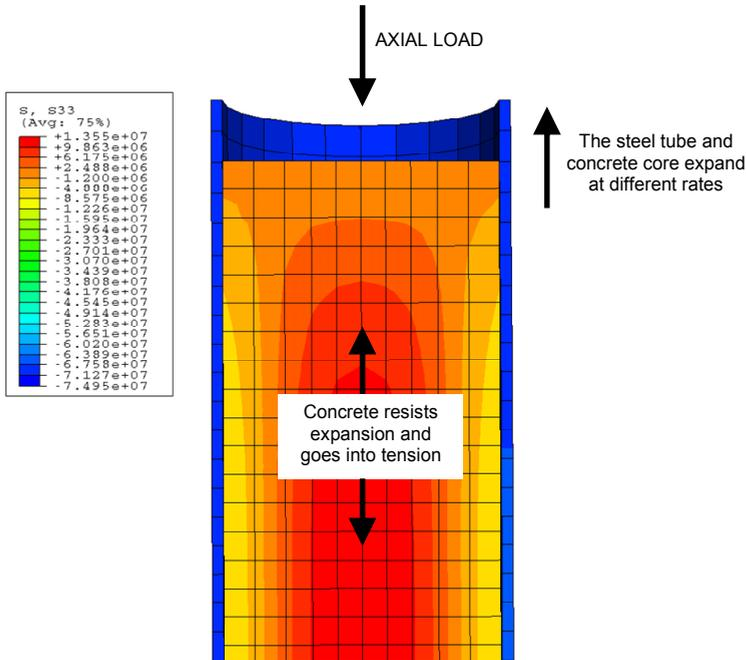 AXIAL LOAD
S, S33
(Avg: 75%)
+1.355e+07
+9.863e+06
+6.175e+06
+2.488e+06
-1.200e+06
-4.888e+06
-8.575e+06
-1.226e+07
-1.595e+07
-1.964e+07
-2.333e+07
-2.701e+07
-3.070e+07
-3.439e+07
-3.808e+07
-4.176e+07
-4.545e+07
-4.914e+07
-5.283e+07
-5.651e+07
-6.020e+07
-6.389e+07
-6.758e+07
-7.127e+07
-7.495e+07
The steel tube and
concrete core expand
at different rates
Concrete resists
expansion and
goes into tension